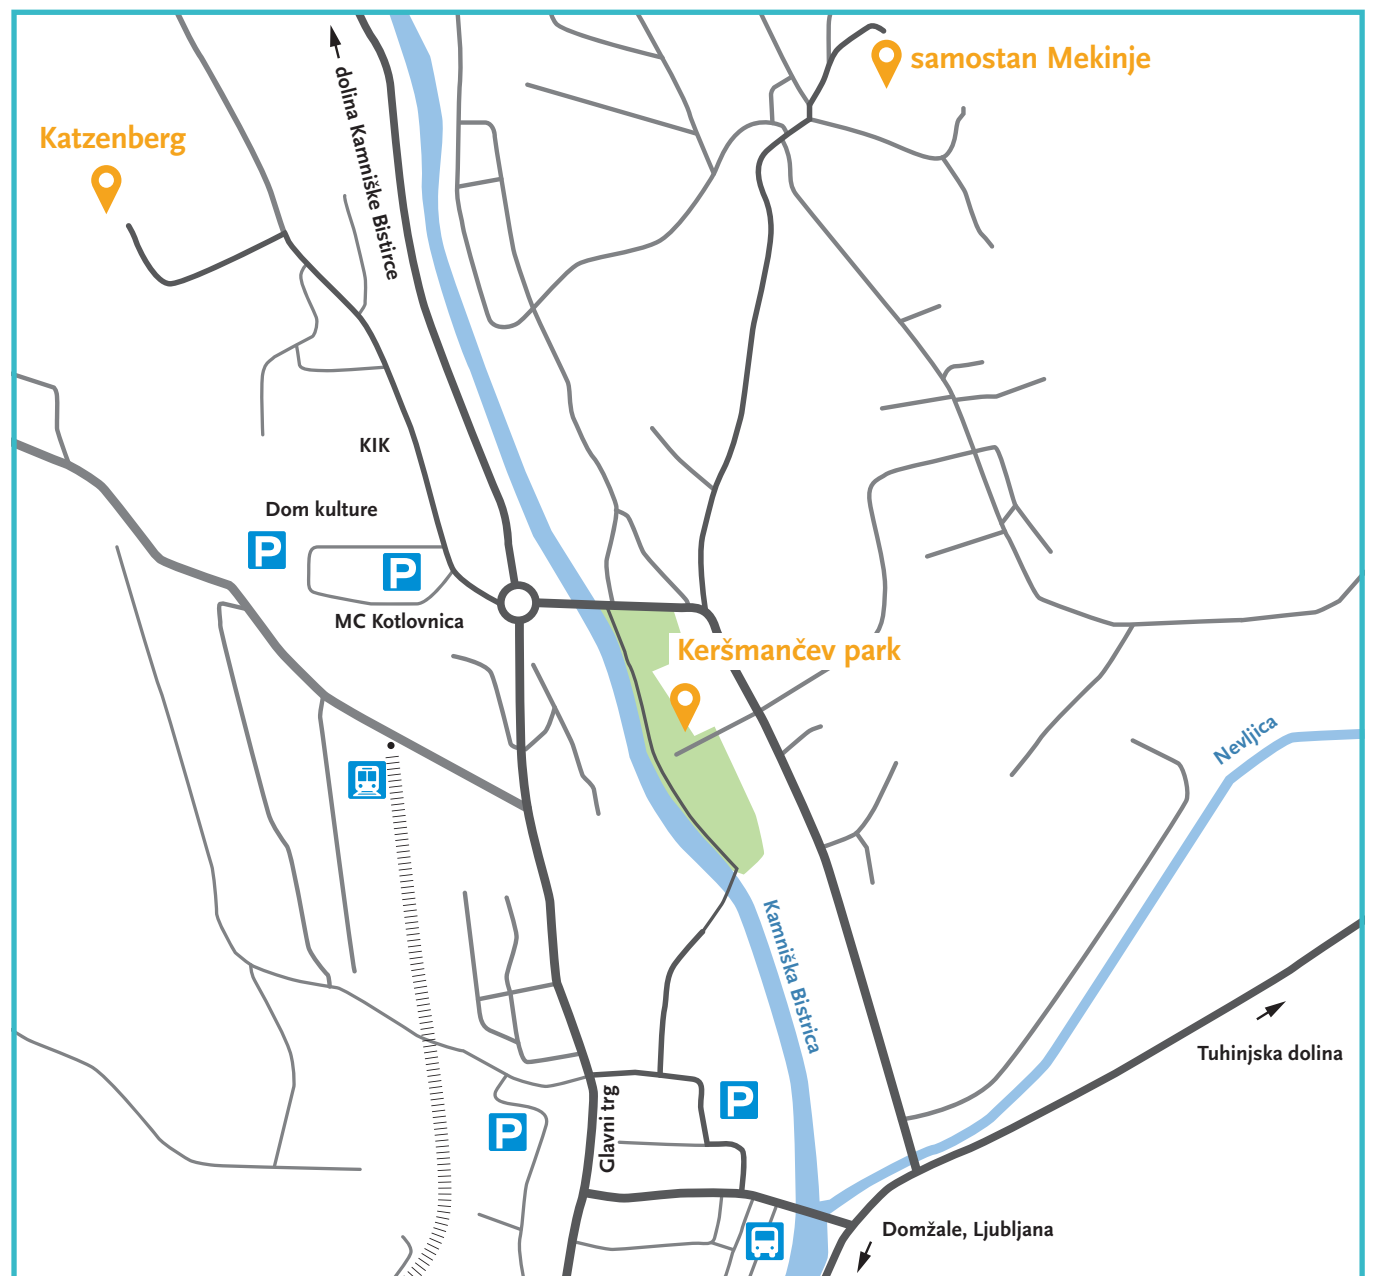 samostan Mekinje
dolina Kamniške Bistirce
Katzenberg
KIK
Dom kulture
P
P
MC Kotlovnica
Keršmančev park
Nevljica
Kamniška Bistrica
Tuhinjska dolina
P
Glavni trg
P
Domžale, Ljubljana